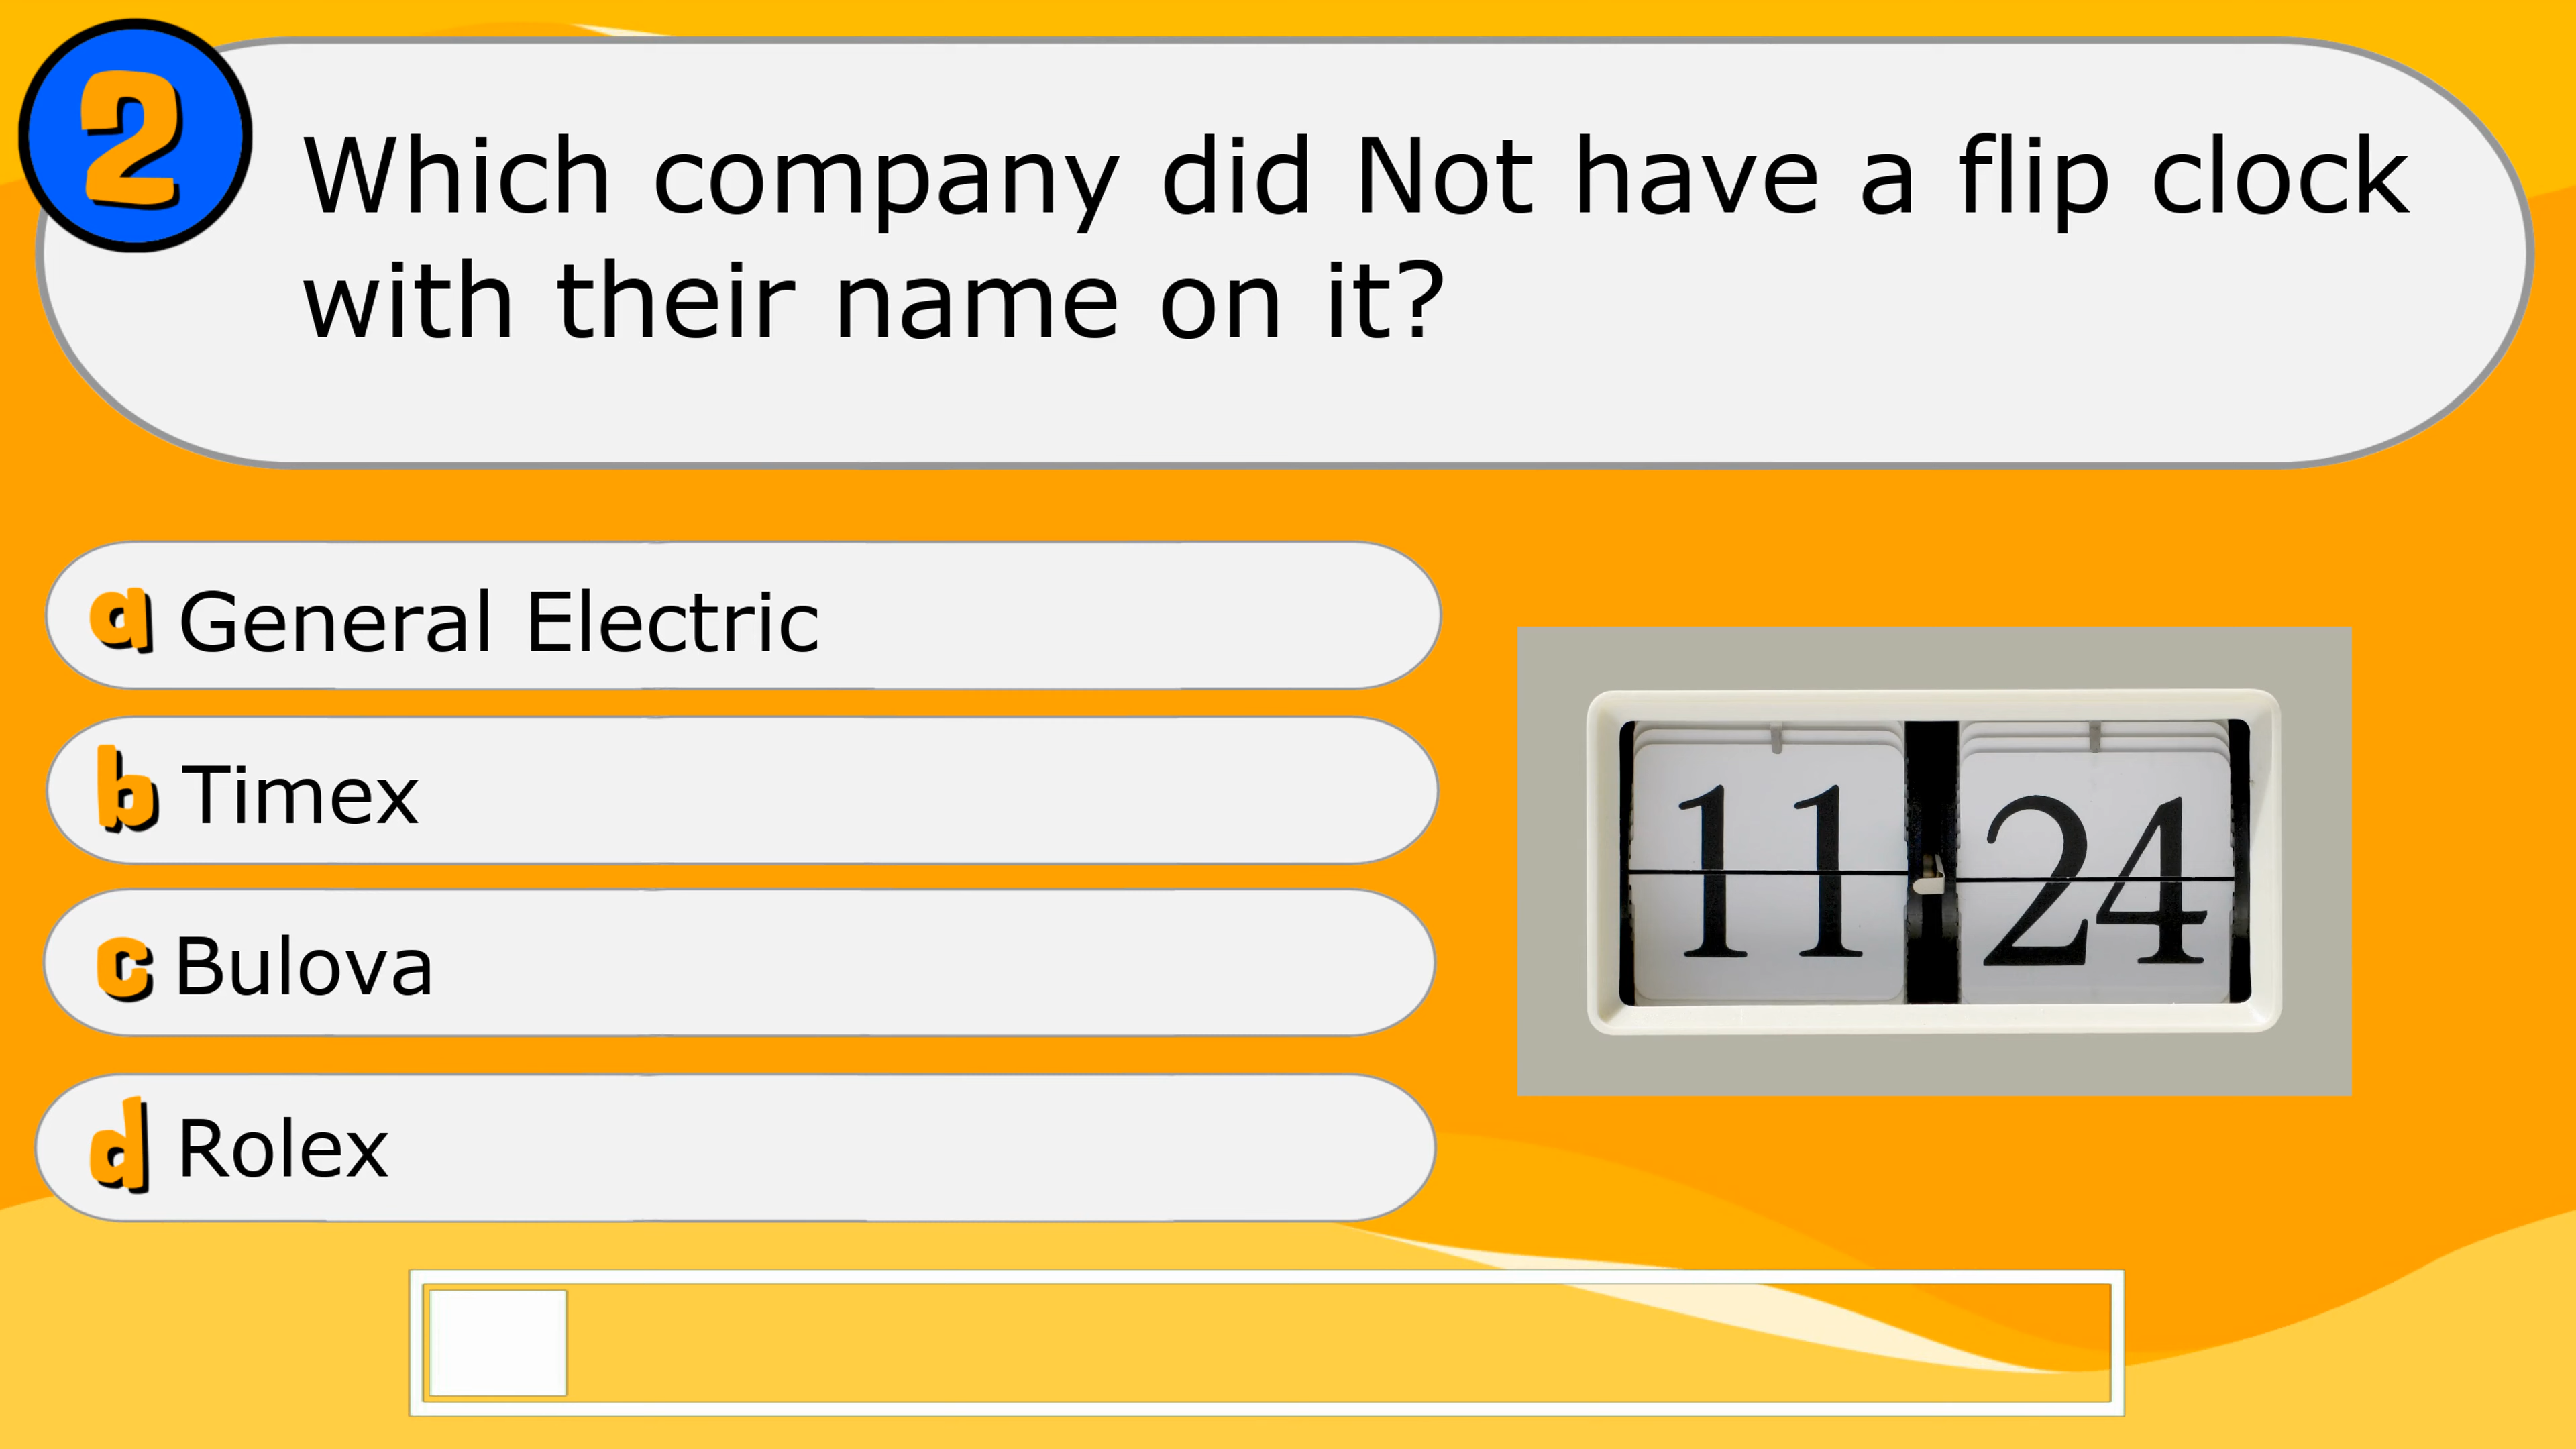 2
Which company did Not have a flip clock
with their name on it?
a General Electric
b Timex
c Bulova
d Rolex
11 24